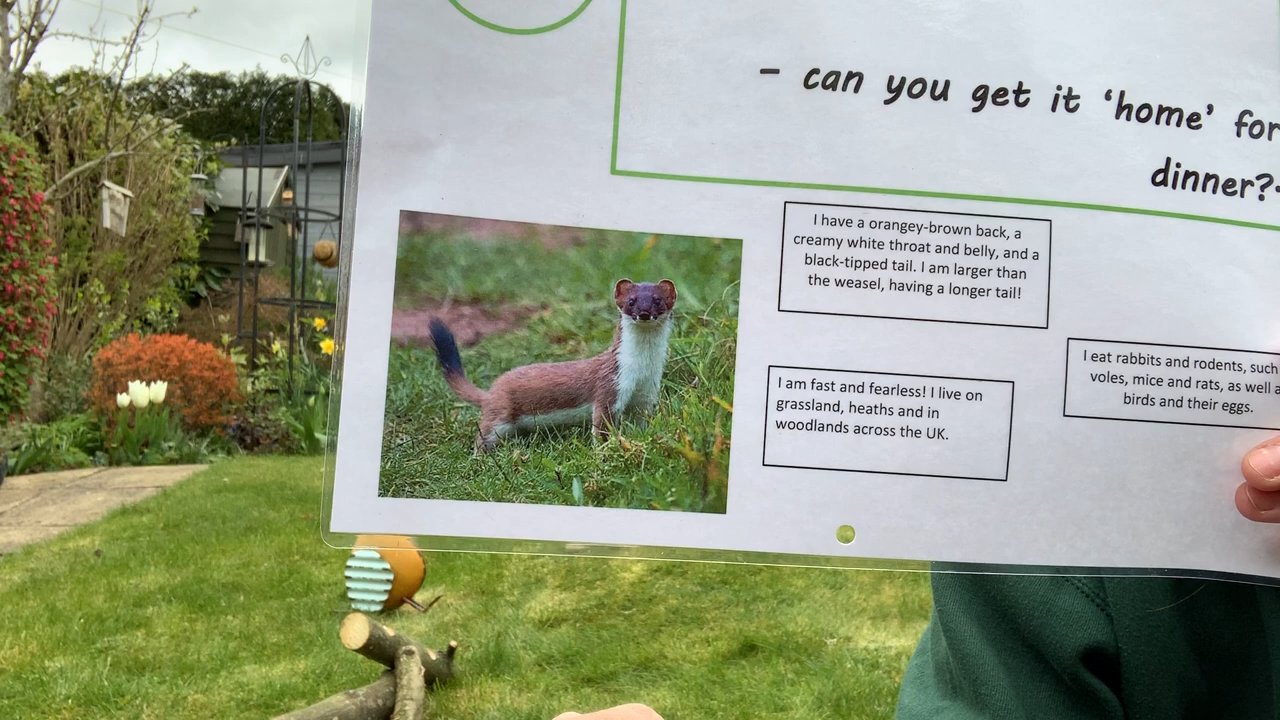 – can you get it ‘home’ for
dinner?
I have a orangey-brown back, a
creamy white throat and belly, and a
black-tipped tail. I am larger than
the weasel, having a longer tail!
I am fast and fearless! I live on
grassland, heaths and in
woodlands across the UK.
I eat rabbits and rodents, such
voles, mice and rats, as well
birds and their eggs.